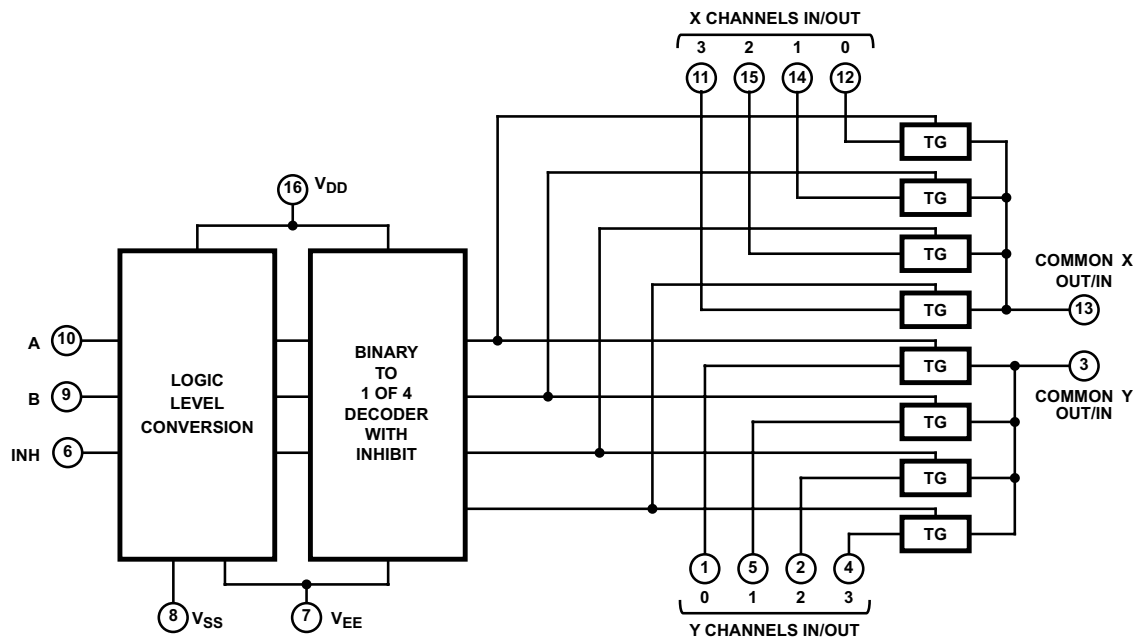 X CHANNELS IN/OUT
3 2 1 0
11 15 14 12
TG
16 VDD
TG
TG
COMMON X
OUT/IN
TG
13
A 10
BINARY
TO
1 OF 4
DECODER
WITH
INHIBIT
LOGIC
LEVEL
CONVERSION
TG
3
COMMON Y
OUT/IN
B 9
TG
INH 6
TG
TG
1 5 2 4
0 1 2 3
8 VSS
7 VEE
Y CHANNELS IN/OUT